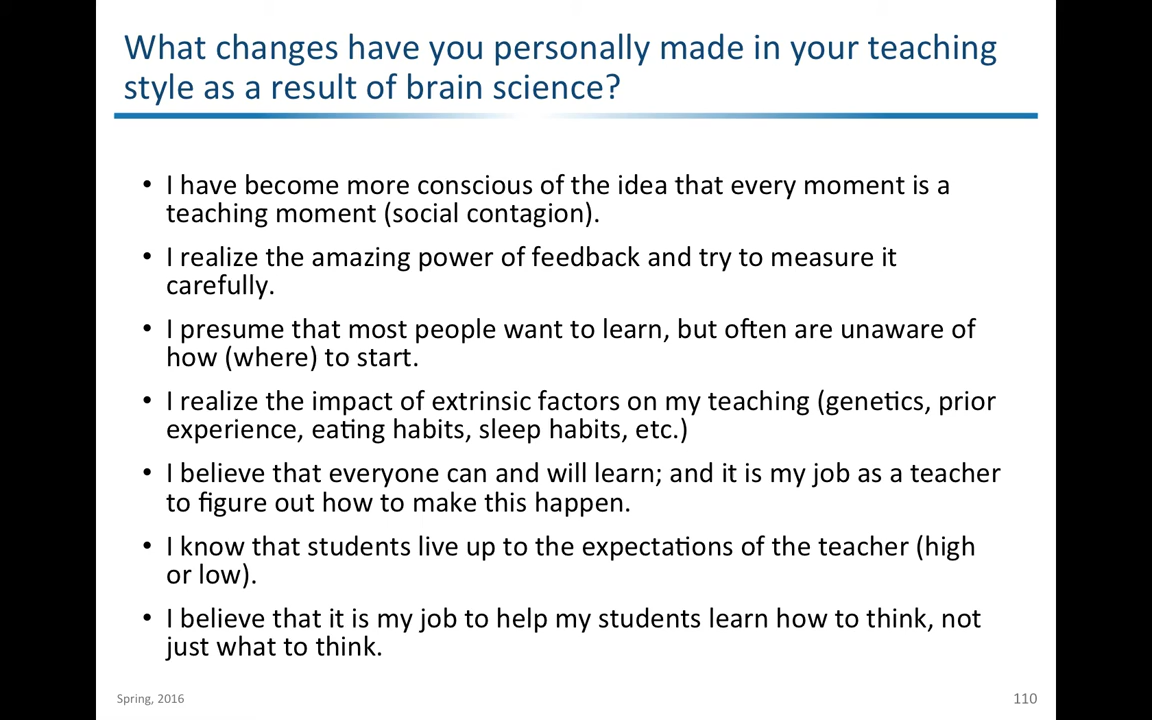 What changes have you personally made in your teaching
style as a result of brain science?
• I have become more conscious of the idea that every moment is a
teaching moment (social contagion).
• I realize the amazing power of feedback and try to measure it
carefully.
• I presume that most people want to learn, but often are unaware of
how (where) to start.
• I realize the impact of extrinsic factors on my teaching (genetics, prior
experience, eating habits, sleep habits, etc.)
• I believe that everyone can and will learn; and it is my job as a teacher
to figure out how to make this happen.
• I know that students live up to the expectations of the teacher (high
or low).
• I believe that it is my job to help my students learn how to think, not
just what to think.
Spring, 2016
110